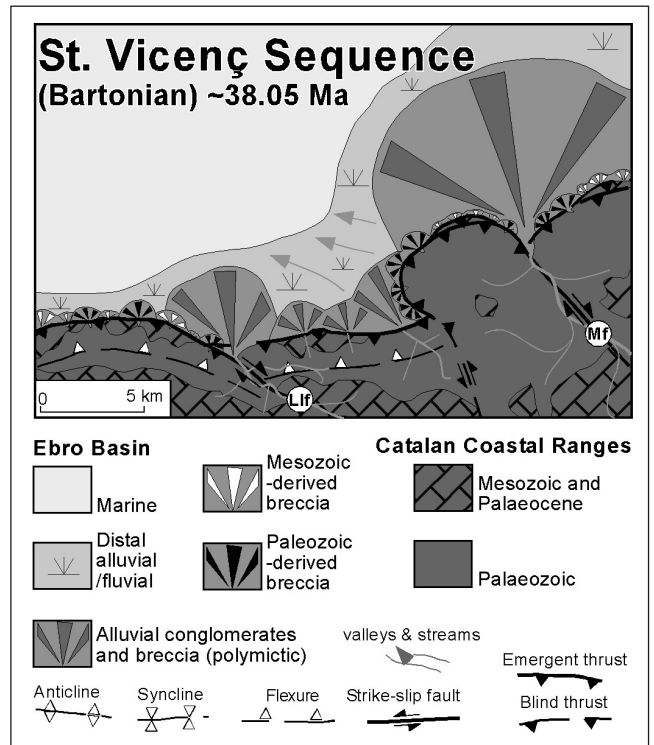 St. Vicenç Sequence
(Bartonian) ~38.05 Ma
Mf
Llf
0 5 km
Ebro Basin
Catalan Coastal Ranges
Marine
Mesozoic
-derived
breccia
Mesozoic and
Palaeocene
Distal
alluvial
/fluvial
Paleozoic
-derived
breccia
Palaeozoic
Alluvial conglomerates
and breccia (polymictic)
valleys & streams
Emergent thrust
Anticline
Syncline
Flexure
Strike-slip fault
Blind thrust